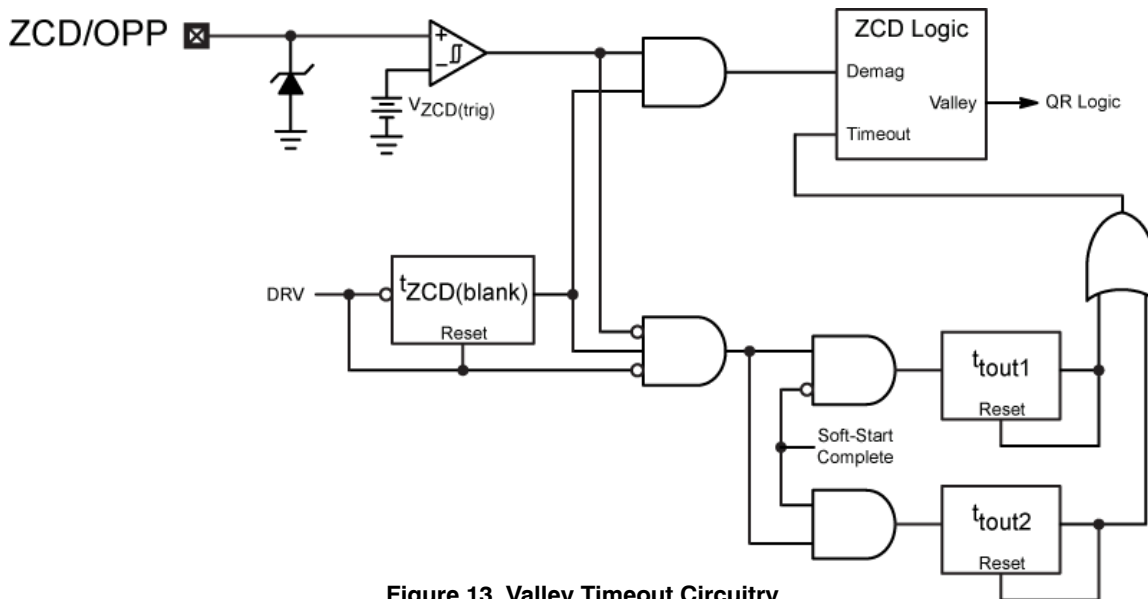 ZCD/OPP
VZCD(trig)
ZCD Logic
Demag
Valley
Timeout
QR Logic
DRV
tZCD(blank)
Reset
ttout1
Reset
Soft-Start
Complete
ttout2
Reset
Figure 13. Valley Timeout Circuitry